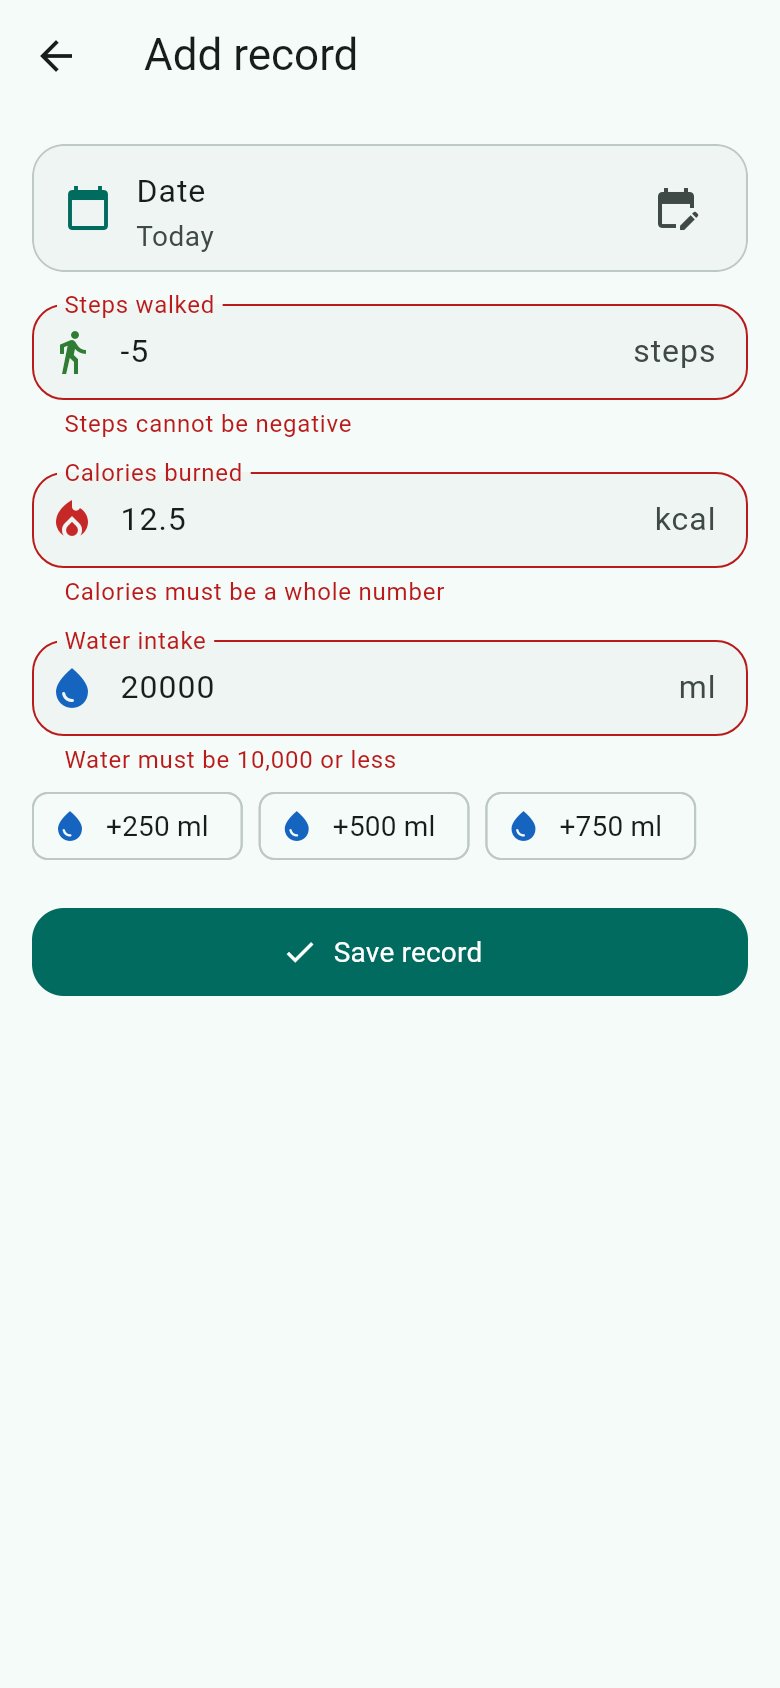 Add record
Date
Today
Steps walked
-5 steps
Steps cannot be negative
Calories burned
12.5 kcal
Calories must be a whole number
Water intake
20000 ml
Water must be 10,000 or less
+250 ml +500 ml +750 ml
Save record